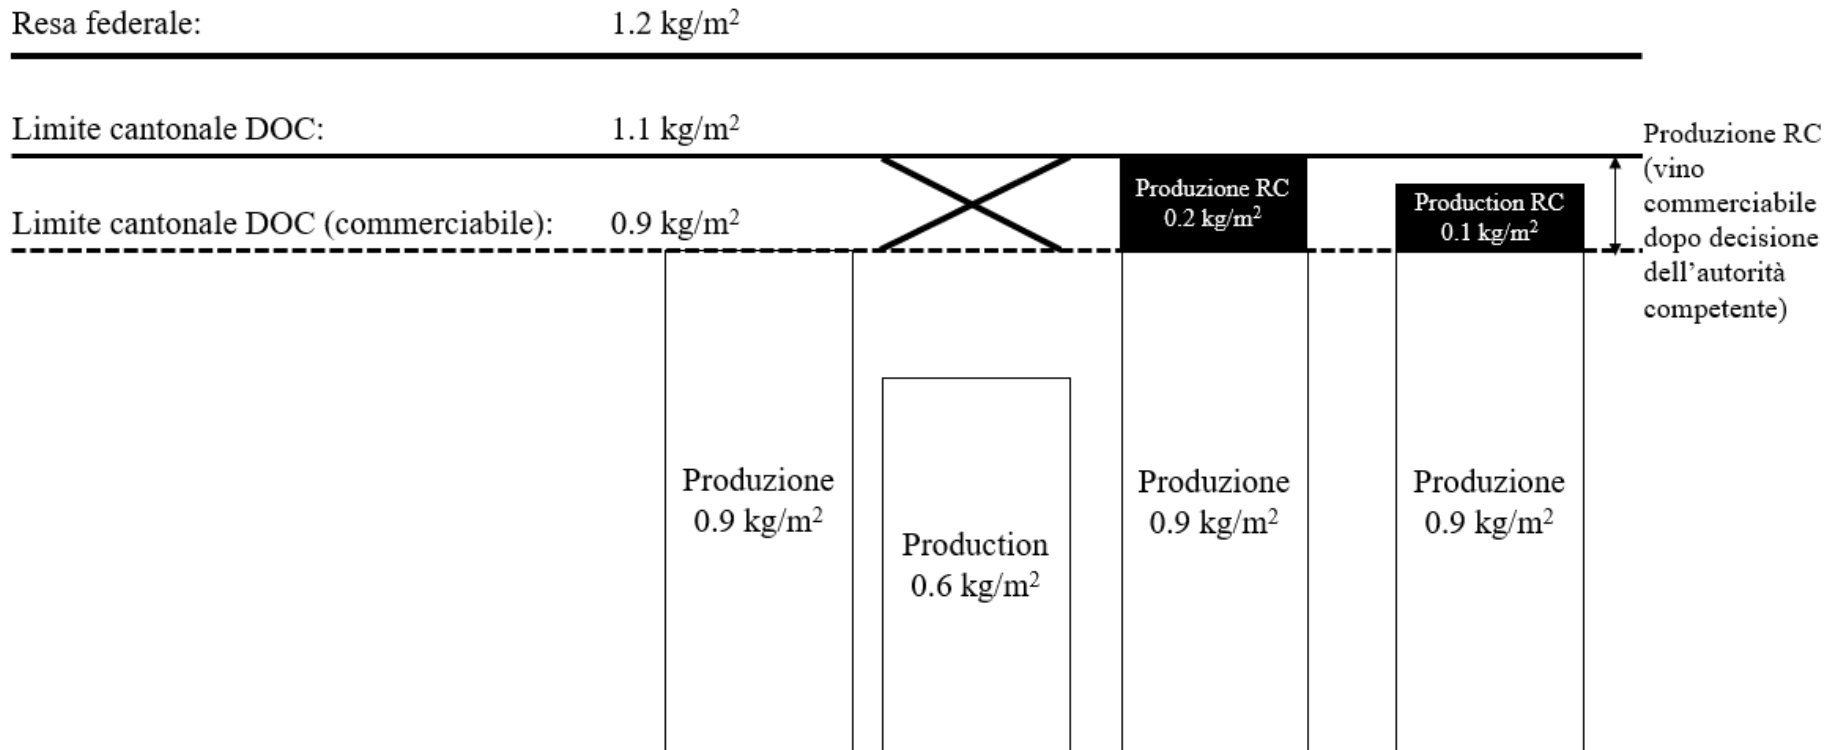 Resa federale: 1.2 kg/m²
Limite cantonale DOC: 1.1 kg/m²
Limite cantonale DOC (commerciabile): 0.9 kg/m²
Produzione RC
(vino
commerciabile
dopo decisione
dell’autorità
competente)
Produzione RC
0.2 kg/m²
Production RC
0.1 kg/m²
Produzione
0.9 kg/m²
Production
0.6 kg/m²
Produzione
0.9 kg/m²
Produzione
0.9 kg/m²